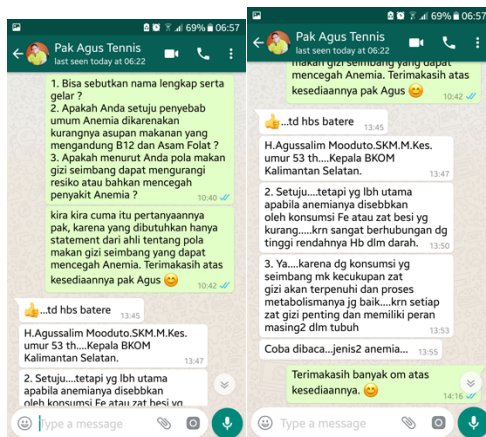 69% 06:57
Pak Agus Tennis
last seen today at 06:22
1. Bisa sebutkan nama lengkap serta
gelar ?
2. Apakah Anda setuju penyebab
umum Anemia dikarenakan
kurangnya asupan makanan yang
mengandung B12 dan Asam Folat ?
3. Apakah menurut Anda pola makan
gizi seimbang dapat mengurangi
resiko atau bahkan mencegah
penyakit Anemia ?
10:40
kira kira cuma itu pertanyaannya
pak, karena yang dibutuhkan hanya
statement dari ahli tentang pola
makan gizi seimbang yang dapat
mencegah Anemia. Terimakasih atas
kesediaannya pak Agus
10:42
...td hbs batere 13:45
H.Agussalim Mooduto.SKM.M.Kes.
umur 53 th....Kepala BKOM
Kalimantan Selatan.
13:47
2. Setuju....tetapi yg lbh utama
apabila anemianya disebbkan
oleh konsumsi Fe atau zat besi yg
Type a message
69% 06:57
Pak Agus Tennis
last seen today at 06:22
makan gizi seimbang yang dapat
mencegah Anemia. Terimakasih atas
kesediaannya pak Agus
10:42
...td hbs batere 13:45
H.Agussalim Mooduto.SKM.M.Kes.
umur 53 th....Kepala BKOM
Kalimantan Selatan.
13:47
2. Setuju....tetapi yg lbh utama
apabila anemianya disebbkan
oleh konsumsi Fe atau zat besi yg
kurang.....krn sangat berhubungan dg
tinggi rendahnya Hb dlm darah. 13:50
3. Ya....karena dg konsumsi yg
seimbang mk kecukupan zat
gizi akan terpenuhi dan proses
metabolismanya jg baik....krn setiap
zat gizi penting dan memiliki peran
masing2 dlm tubuh
13:53
Coba dibaca...jenis2 anemia... 13:55
Terimakasih banyak om atas
kesediaannya.
14:16
Type a message